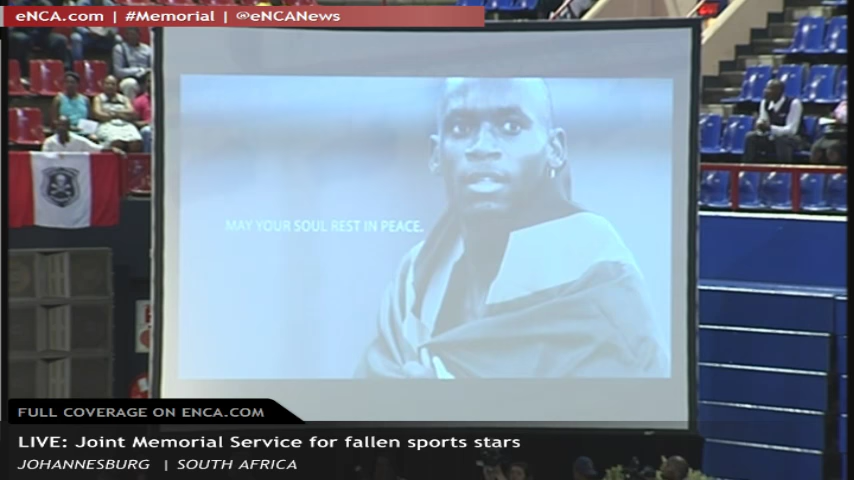 eNCA.com | #Memorial | @eNCANews
MAY YOUR SOUL REST IN PEACE.
FULL COVERAGE ON ENCA.COM
LIVE: Joint Memorial Service for fallen sports stars
JOHANNESBURG | SOUTH AFRICA